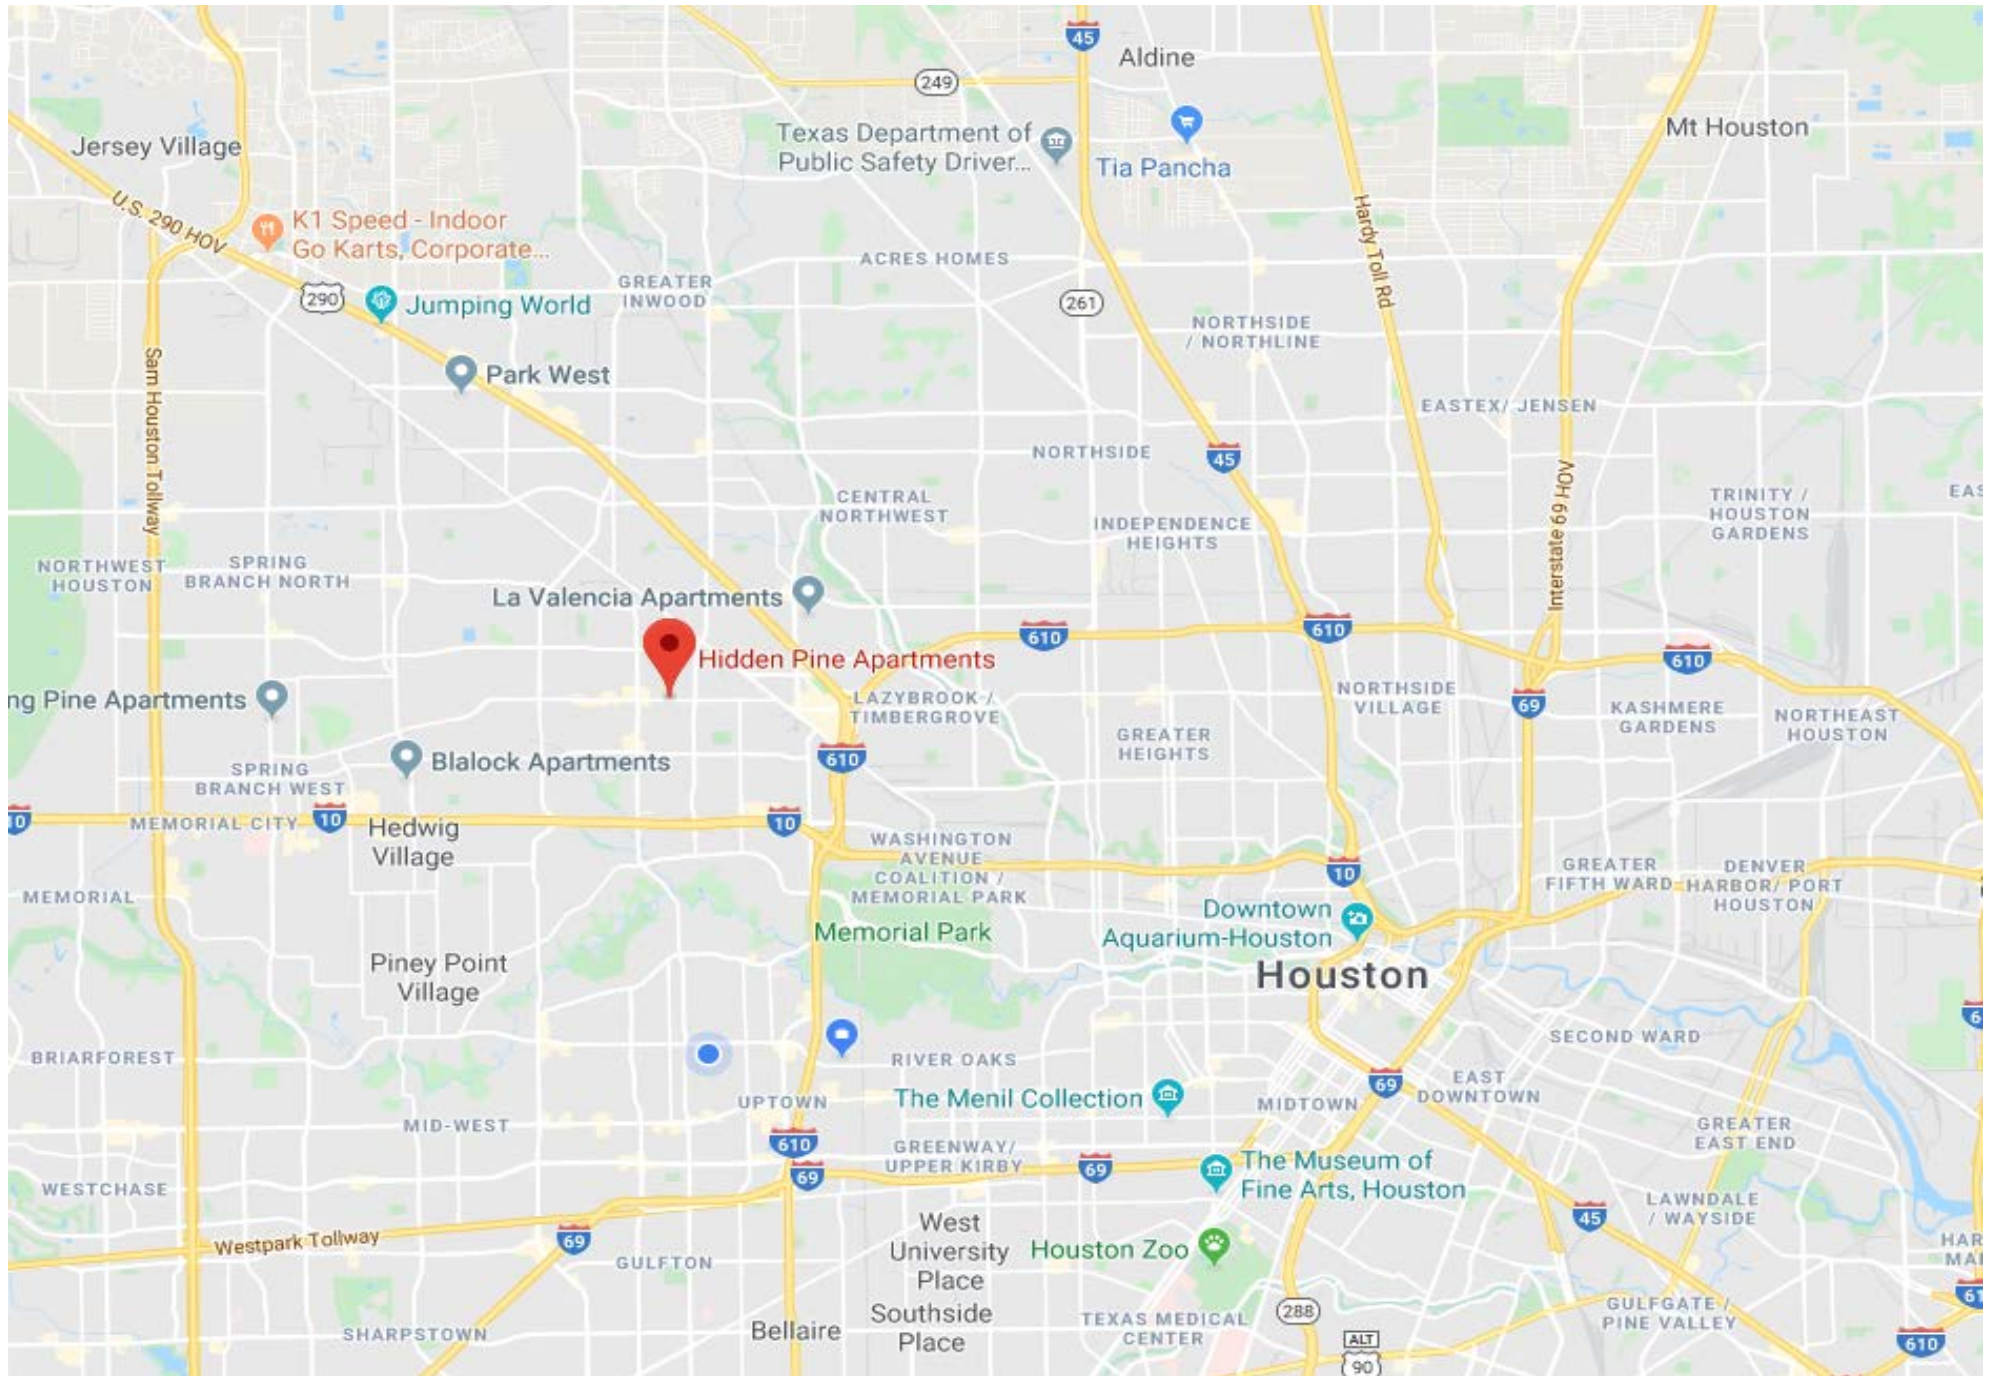 45
Aldine
249
Texas Department of
Public Safety Driver...
Tia Pancha
Mt Houston
Jersey Village
U.S. 290 HOV
K1 Speed - Indoor
Go Karts, Corporate...
Hardy Toll Rd
ACRES HOMES
GREATER
INWOOD
290
Jumping World
261
NORTHSIDE
/ NORTHLINE
Sam Houston Tollway
Park West
EASTEX/ JENSEN
NORTHSIDE
45
Interstate 69 HOV
CENTRAL
NORTHWEST
INDEPENDENCE
HEIGHTS
TRINITY /
HOUSTON
GARDENS
EAS
NORTHWEST
HOUSTON
SPRING
BRANCH NORTH
La Valencia Apartments
Hidden Pine Apartments
610
610
610
ng Pine Apartments
LAZYBROOK /
TIMBERGROVE
NORTHSIDE
VILLAGE
69
KASHMERE
GARDENS
NORTHEAST
HOUSTON
GREATER
HEIGHTS
610
Blalock Apartments
SPRING
BRANCH WEST
10
MEMORIAL CITY
10
Hedwig
Village
10
WASHINGTON
AVENUE
COALITION /
MEMORIAL PARK
10
GREATER
FIFTH WARD
DENVER
HARBOR/ PORT
HOUSTON
MEMORIAL
Memorial Park
Downtown
Aquarium-Houston
Houston
Piney Point
Village
6
SECOND WARD
BRIARFOREST
RIVER OAKS
The Menil Collection
69
EAST
DOWNTOWN
MIDTOWN
UPTOWN
MID-WEST
610
GREENWAY/
UPPER KIRBY
69
69
The Museum of
Fine Arts, Houston
GREATER
EAST END
WESTCHASE
LAWNDALE
/ WAYSIDE
45
Westpark Tollway
69
West
University
Place
Houston Zoo
GULFTON
HAR
MA
61
Southside
Place
Bellaire
SHARPSTOWN
TEXAS MEDICAL
CENTER
288
ALT
90
GULFGATE /
PINE VALLEY
610